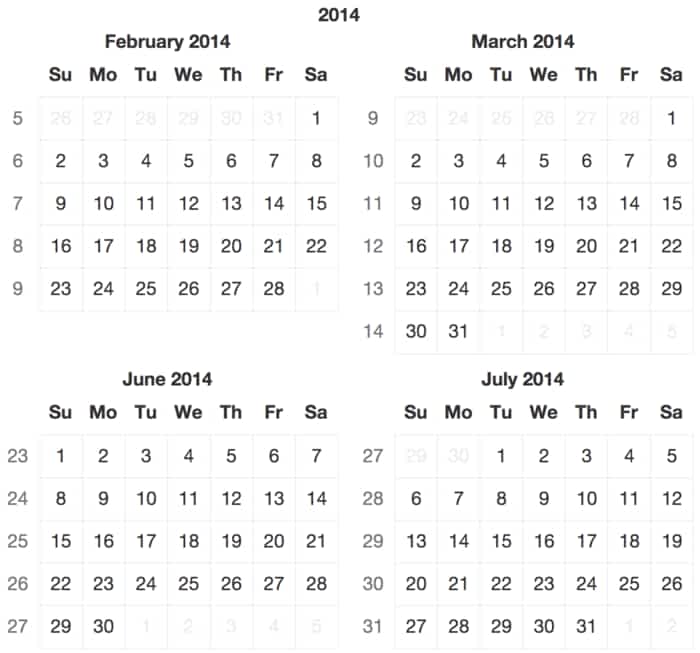 2014
February 2014
Su Mo Tu We Th Fr Sa
5 26 27 28 29 30 31 1
6 2 3 4 5 6 7 8
7 9 10 11 12 13 14 15
8 16 17 18 19 20 21 22
9 23 24 25 26 27 28 1
March 2014
Su Mo Tu We Th Fr Sa
9 23 24 25 26 27 28 1
10 2 3 4 5 6 7 8
11 9 10 11 12 13 14 15
12 16 17 18 19 20 21 22
13 23 24 25 26 27 28 29
14 30 31 1 2 3 4 5
June 2014
Su Mo Tu We Th Fr Sa
23 1 2 3 4 5 6 7
24 8 9 10 11 12 13 14
25 15 16 17 18 19 20 21
26 22 23 24 25 26 27 28
27 29 30 1 2 3 4 5
July 2014
Su Mo Tu We Th Fr Sa
27 29 30 1 2 3 4 5
28 6 7 8 9 10 11 12
29 13 14 15 16 17 18 19
30 20 21 22 23 24 25 26
31 27 28 29 30 31 1 2